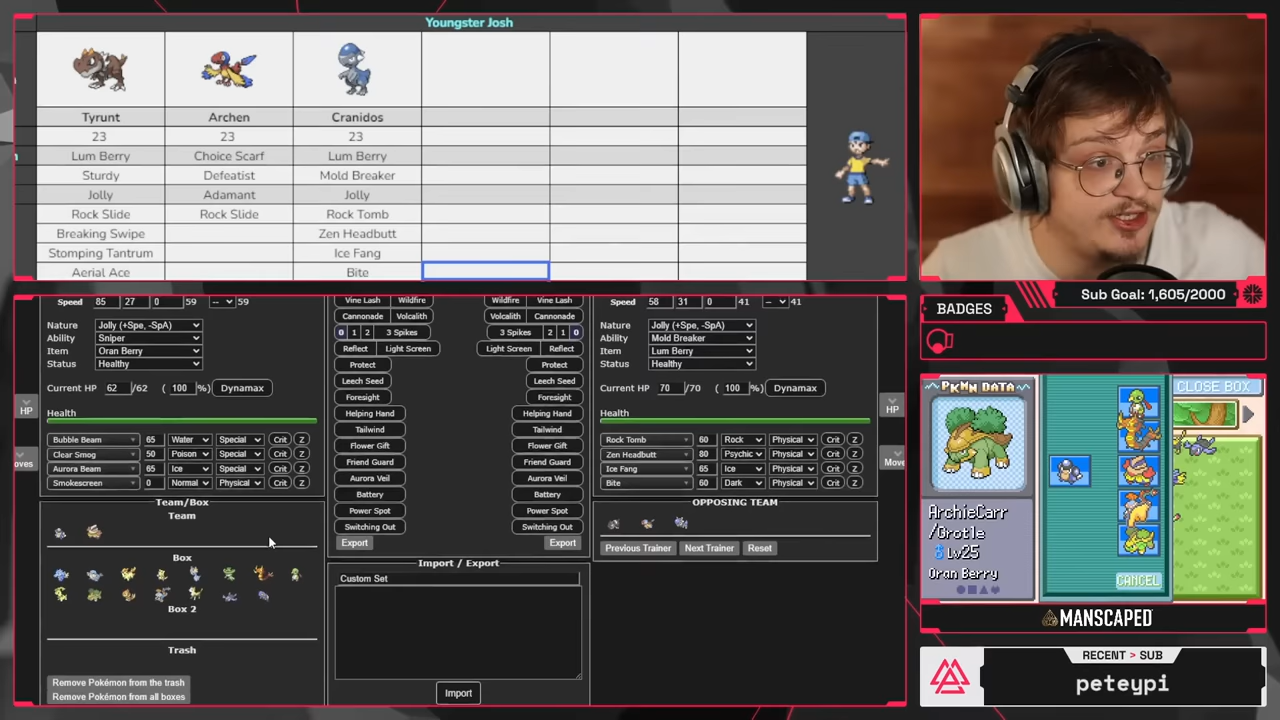 Youngster Josh
Tyrunt Archen Cranidos
23 23 23
Lum Berry Choice Scarf Lum Berry
Sturdy Defeatist Mold Breaker
Jolly Adamant Jolly
Rock Slide Rock Slide Rock Tomb
Breaking Swipe Zen Headbutt
Stomping Tantrum Ice Fang
Aerial Ace Bite
Speed 85 27 0 59 -- 59
Nature Jolly (+Spe, -SpA)
Ability Sniper
Item Oran Berry
Status Healthy
Current HP 62 /62 ( 100 %) Dynamax
HP
Health
Bubble Beam 65 Water Special Crit Z
Clear Smog 50 Poison Special Crit Z
Aurora Beam 65 Ice Special Crit Z
Smokescreen 0 Normal Physical Crit Z
oves
Team/Box
Team
Box
Box 2
Trash
Remove Pokémon from the trash
Remove Pokémon from all boxes
Vine Lash Wildfire Wildfire Vine Lash
Cannonade Volcalith Volcalith Cannonade
0 1 2 3 Spikes 3 Spikes 2 1 0
Reflect Light Screen Light Screen Reflect
Protect Protect
Leech Seed Leech Seed
Foresight Foresight
Helping Hand Helping Hand
Tailwind Tailwind
Flower Gift Flower Gift
Friend Guard Friend Guard
Aurora Veil Aurora Veil
Battery Battery
Power Spot Power Spot
Switching Out Switching Out
Export Export
Import / Export
Custom Set
Import
Speed 58 31 0 41 -- 41
Nature Jolly (+Spe, -SpA)
Ability Mold Breaker
Item Lum Berry
Status Healthy
Current HP 70 /70 ( 100 %) Dynamax
HP
Health
Rock Tomb 60 Rock Physical Crit Z
Zen Headbutt 80 Psychic Physical Crit Z
Ice Fang 65 Ice Physical Crit Z
Bite 60 Dark Physical Crit Z
Move
OPPOSING TEAM
Previous Trainer Next Trainer Reset
Sub Goal: 1,605/2000
BADGES
PKMN DATA
CLOSE BOX
ArchieCarr
/Grotle
♂ Lv25
Oran Berry
CANCEL
MANSCAPED
RECENT > SUB
peteypi